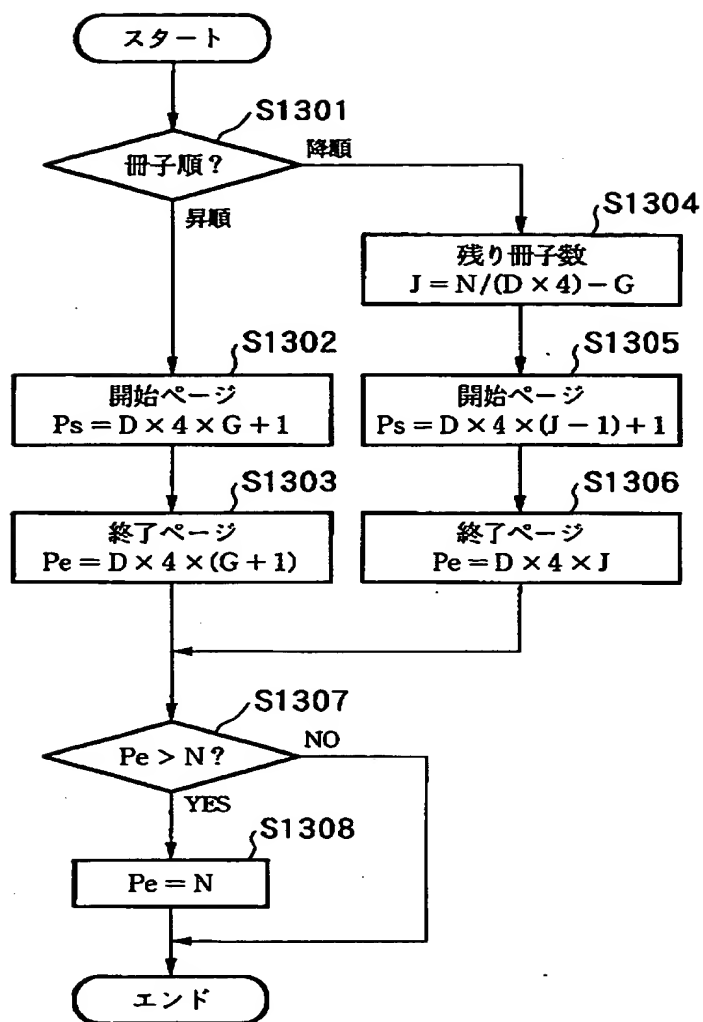 スタート
S1301
冊子順？
降順
昇順
S1304
残り冊子数
J = N/(D × 4) − G
S1302
開始ページ
Ps = D × 4 × G + 1
S1305
開始ページ
Ps = D × 4 × (J − 1) + 1
S1303
終了ページ
Pe = D × 4 × (G + 1)
S1306
終了ページ
Pe = D × 4 × J
S1307
Pe > N？
NO
YES
S1308
Pe = N
エンド